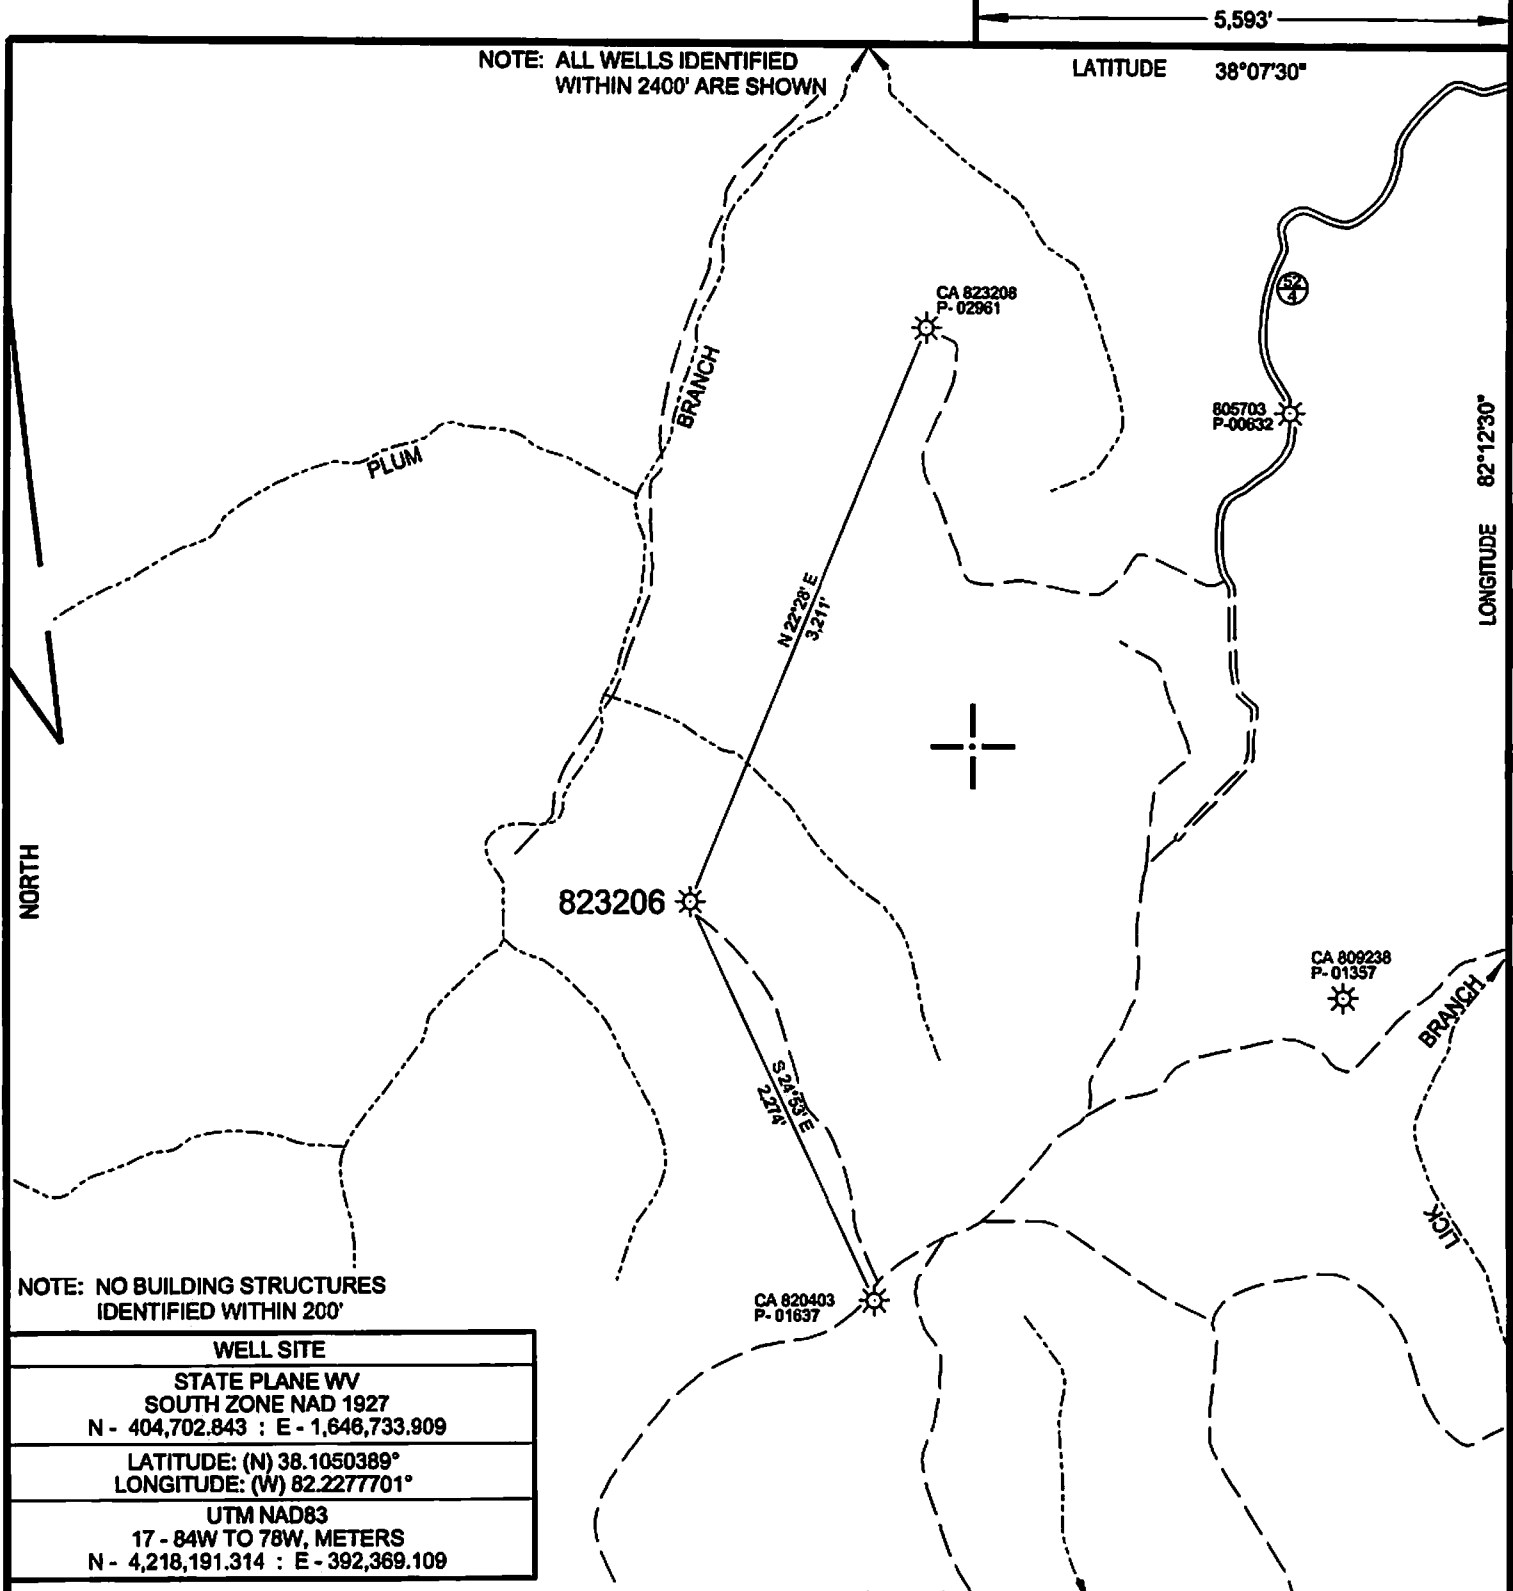 5,593'
NOTE: ALL WELLS IDENTIFIED
WITHIN 2400' ARE SHOWN
LATITUDE 38°07'30"
CA 823208
P- 02961
52
4
BRANCH
805703
P-00632
LONGITUDE 82°12'30"
PLUM
N 22°28' E
3,211'
NORTH
823206
CA 809238
P- 01357
BRANCH
S 24°53' E
2,274'
LICK
NOTE: NO BUILDING STRUCTURES
IDENTIFIED WITHIN 200'
CA 820403
P- 01637
WELL SITE
STATE PLANE WV
SOUTH ZONE NAD 1927
N - 404,702.843 : E - 1,646,733.909
LATITUDE: (N) 38.1050389°
LONGITUDE: (W) 82.2277701°
UTM NAD83
17 - 84W TO 78W, METERS
N - 4,218,191.314 : E - 392,369.109